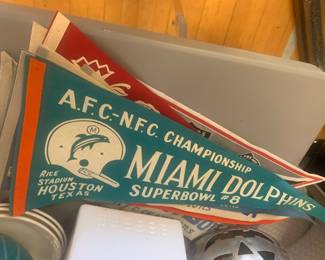 A.F.C.-N.F.C. CHAMPIONSHIP
M
MIAMI DOLPHINS
SUPERBOWL #8
RICE
STADIUM
HOUSTON
TEXAS